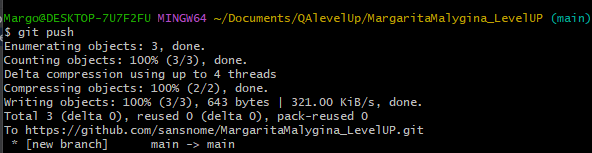 Margo@DESKTOP-7U7F2FU MINGW64 ~/Documents/QAlevelUp/MargaritaMalygina_LevelUP (main)
$ git push
Enumerating objects: 3, done.
Counting objects: 100% (3/3), done.
Delta compression using up to 4 threads
Compressing objects: 100% (2/2), done.
Writing objects: 100% (3/3), 643 bytes | 321.00 KiB/s, done.
Total 3 (delta 0), reused 0 (delta 0), pack-reused 0
To https://github.com/sansnome/MargaritaMalygina_LevelUP.git
 * [new branch]      main -> main